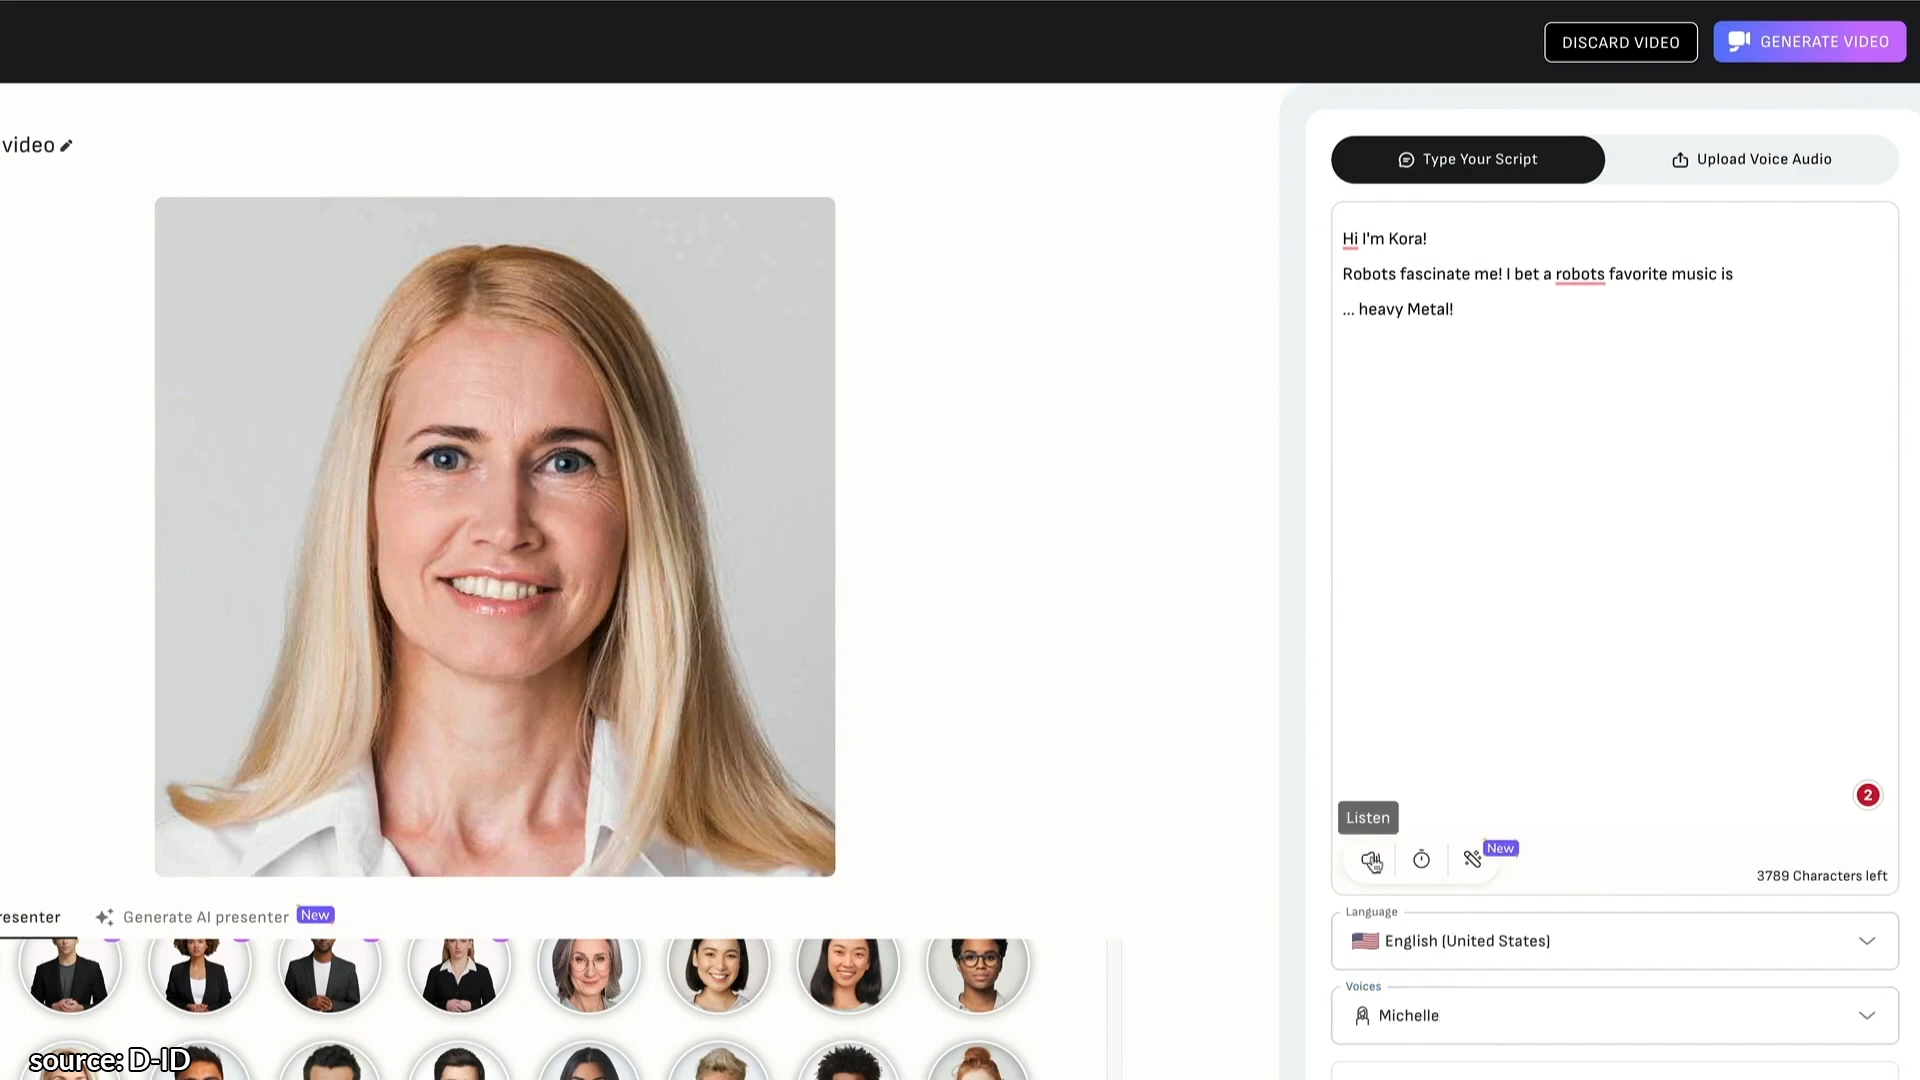 DISCARD VIDEO
GENERATE VIDEO
video
Type Your Script
Upload Voice Audio
Hi I'm Kora!
Robots fascinate me! I bet a robots favorite music is
... heavy Metal!
2
Listen
New
3789 Characters left
resenter
Generate AI presenter
New
Language
English (United States)
Voices
Michelle
source: D-ID